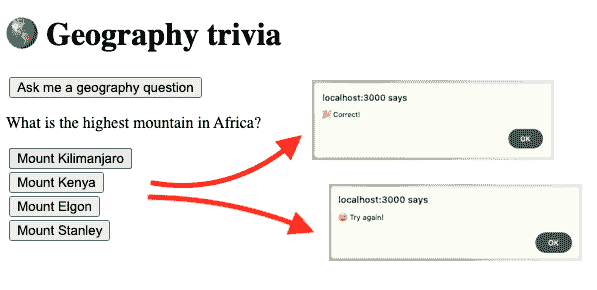 Geography trivia
Ask me a geography question
What is the highest mountain in Africa?
Mount Kilimanjaro
Mount Kenya
Mount Elgon
Mount Stanley
localhost:3000 says
🎉 Correct!
OK
localhost:3000 says
Try again!
OK